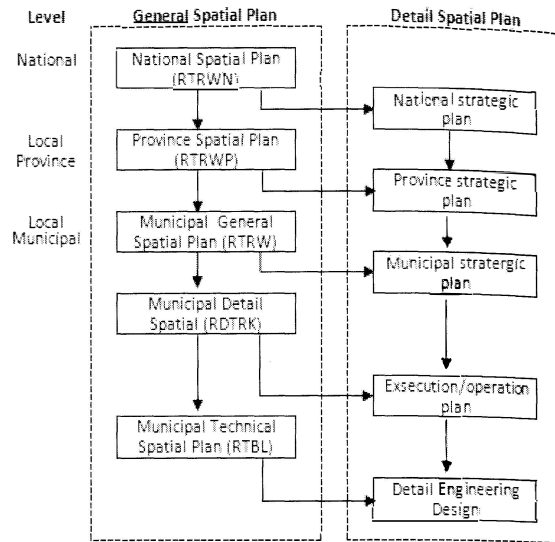 Level
General Spatial Plan
Detail Spatial Plan
National
National Spatial Plan
(RTRWN)
National strategic
plan
Local
Province
Province Spatial Plan
(RTRWP)
Province strategic
plan
Local
Municipal
Municipal General
Spatial Plan (RTRW)
Municipal stratergic
plan
Municipal Detail
Spatial (RDTRK)
Exsecution/operation
plan
Municipal Technical
Spatial Plan (RTBL)
Detail Engineering
Design